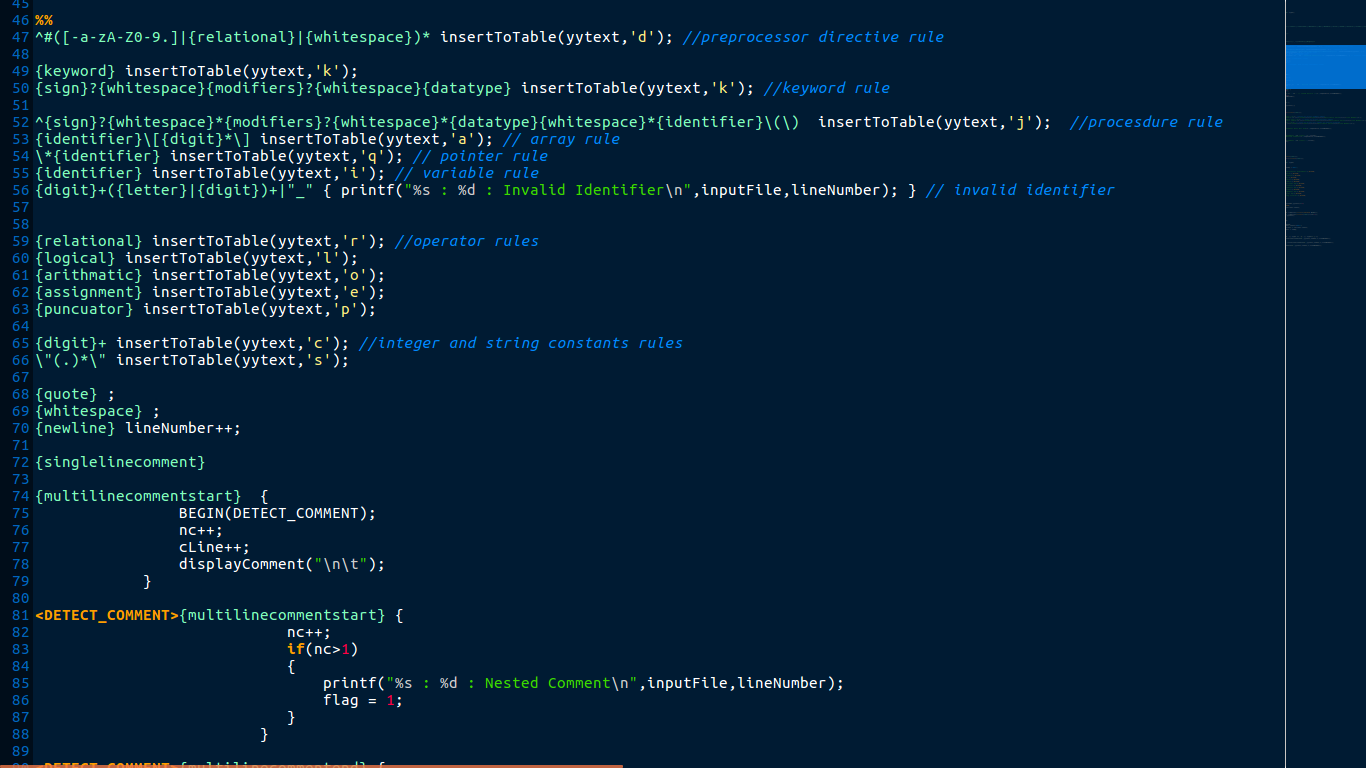 45
46 %%
47 ^#([-a-zA-Z0-9.]|{relational}|{whitespace})* insertToTable(yytext,'d'); //preprocessor directive rule
48
49 {keyword} insertToTable(yytext,'k');
50 {sign}?{whitespace}{modifiers}?{whitespace}{datatype} insertToTable(yytext,'k'); //keyword rule
51
52 ^{sign}?{whitespace}*{modifiers}?{whitespace}*{datatype}{whitespace}*{identifier}\(\)  insertToTable(yytext,'j');  //procesdure rule
53 {identifier}\[{digit}*\] insertToTable(yytext,'a'); // array rule
54 \*{identifier} insertToTable(yytext,'q'); // pointer rule
55 {identifier} insertToTable(yytext,'i'); // variable rule
56 {digit}+({letter}|{digit})+|"_" { printf("%s : %d : Invalid Identifier\n",inputFile,lineNumber); } // invalid identifier
57
58
59 {relational} insertToTable(yytext,'r'); //operator rules
60 {logical} insertToTable(yytext,'l');
61 {arithmatic} insertToTable(yytext,'o');
62 {assignment} insertToTable(yytext,'e');
63 {puncuator} insertToTable(yytext,'p');
64
65 {digit}+ insertToTable(yytext,'c'); //integer and string constants rules
66 \"(.)*\" insertToTable(yytext,'s');
67
68 {quote} ;
69 {whitespace} ;
70 {newline} lineNumber++;
71
72 {singlelinecomment}
73
74 {multilinecommentstart}  {
75                 BEGIN(DETECT_COMMENT);
76                 nc++;
77                 cLine++;
78                 displayComment("\n\t");
79             }
80
81 <DETECT_COMMENT>{multilinecommentstart} {
82                             nc++;
83                             if(nc>1)
84                             {
85                                 printf("%s : %d : Nested Comment\n",inputFile,lineNumber);
86                                 flag = 1;
87                             }
88                         }
89
90 <DETECT_COMMENT>{multilinecommentend} {